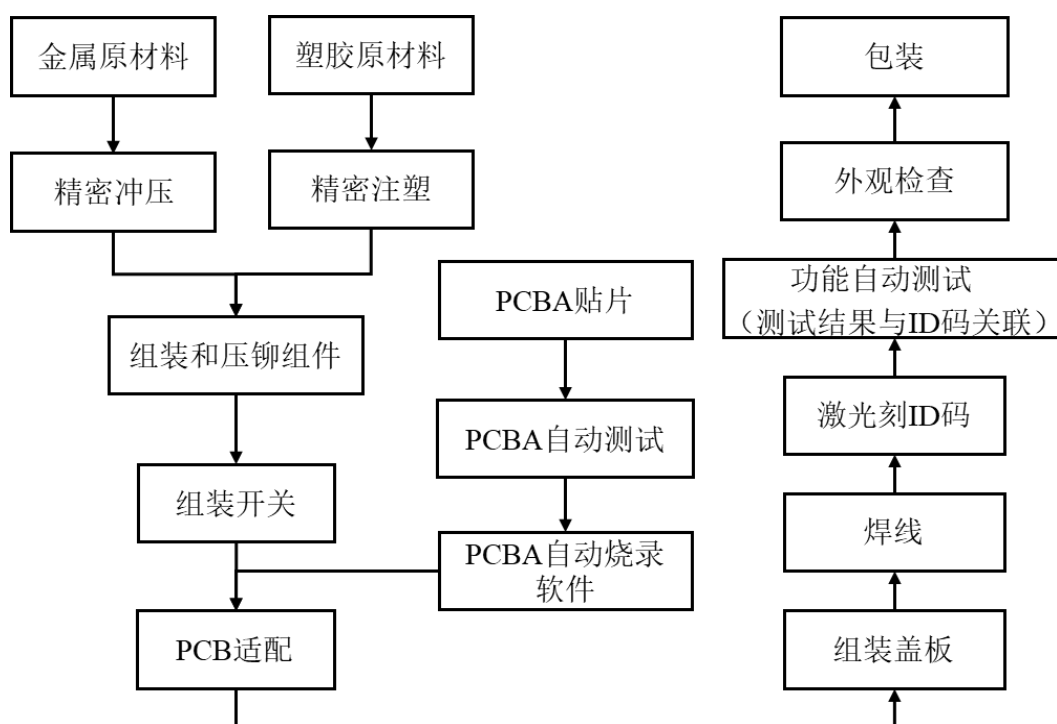 金属原材料
塑胶原材料
精密冲压
精密注塑
组装和压铆组件
组装开关
PCBA贴片
PCBA自动测试
PCBA自动烧录
软件
PCB适配
组装盖板
焊线
激光刻ID码
功能自动测试
（测试结果与ID码关联）
外观检查
包装